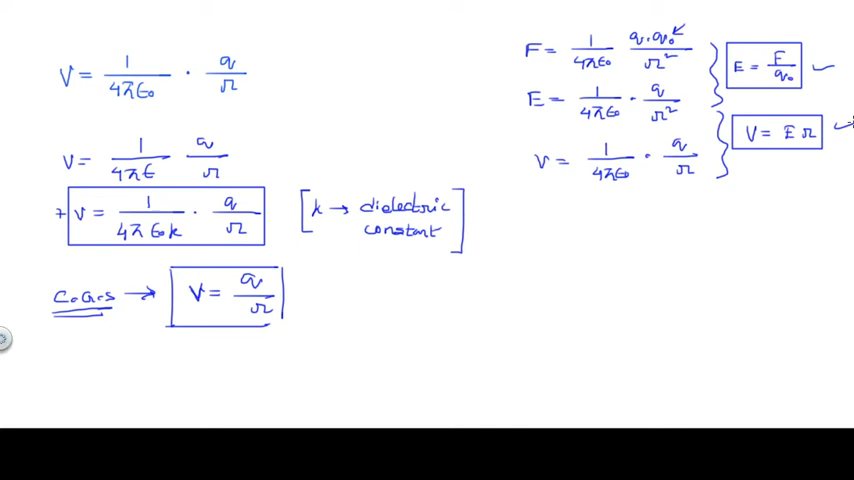 V = 1/4πε₀ · q/r
V = 1/4πε q/r
→ V = 1/4πε₀k · q/r [k → dielectric constant]
C.G.S → V = q/r
F = 1/4πε₀ q·q₀/r²
E = 1/4πε₀ · q/r²
V = 1/4πε₀ · q/r
E = F/q₀
V = E r